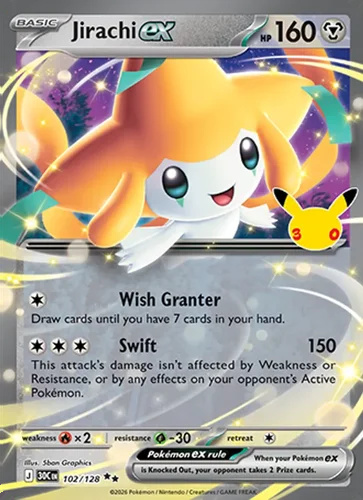 BASIC
Jirachi ex HP 160
30
Wish Granter
Draw cards until you have 7 cards in your hand.
Swift 150
This attack's damage isn't affected by Weakness or
Resistance, or by any effects on your opponent's Active
Pokémon.
weakness ×2 resistance -30 retreat
Illus. 5ban Graphics
Pokémon ex rule When your Pokémon ex
is Knocked Out, your opponent takes 2 Prize cards.
J 30C EN 102/128 ★★
©2026 Pokémon / Nintendo / Creatures / GAME FREAK